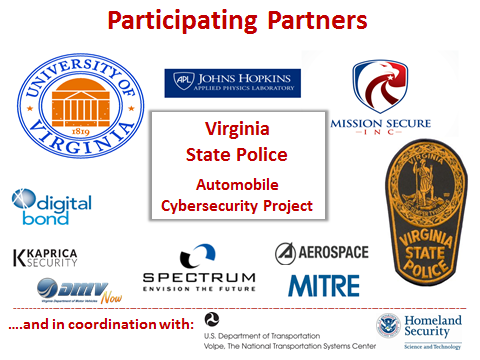 Participating Partners
UNIVERSITY OF
VIRGINIA
1819
APL
JOHNS HOPKINS
APPLIED PHYSICS LABORATORY
MISSION SECURE
INC
Virginia
State Police
Automobile
Cybersecurity Project
digital
bond
VIRGINIA
VIRGINIA
STATE
POLICE
KAPRICA
SECURITY
SPECTRUM
ENVISION THE FUTURE
AEROSPACE
MITRE
DMV Now
Virginia Department of Motor Vehicles
....and in coordination with:
U.S. Department of Transportation
Volpe, The National Transportation Systems Center
Homeland
Security
Science and Technology